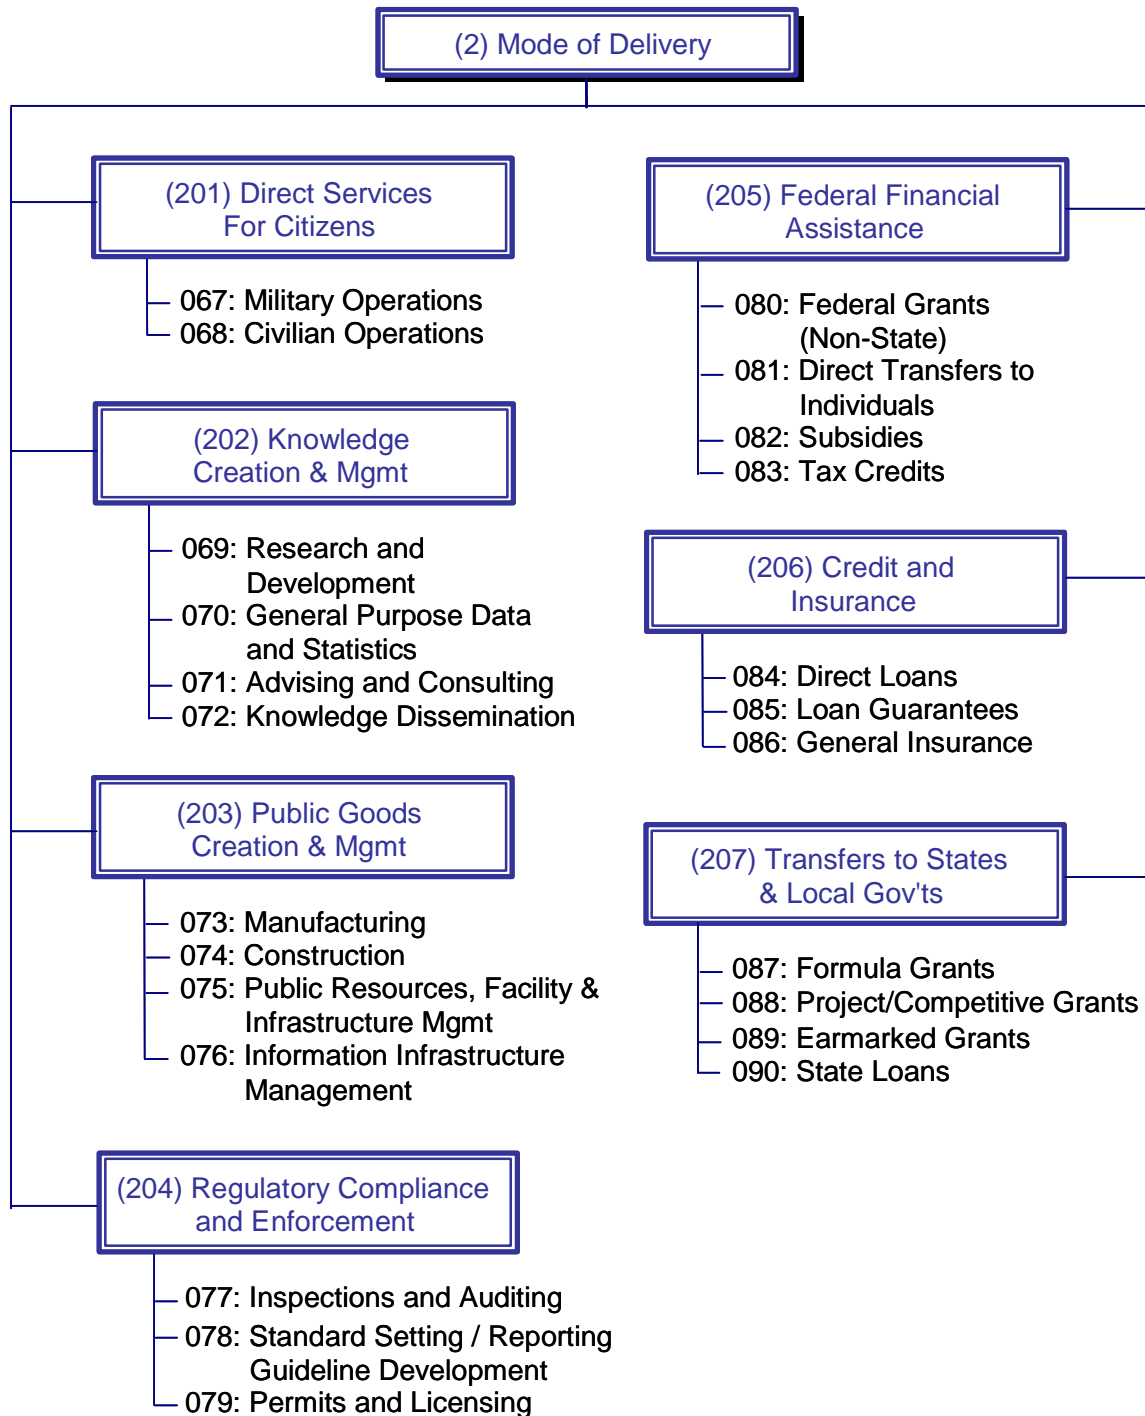 (2) Mode of Delivery
(201) Direct Services
For Citizens
067: Military Operations
068: Civilian Operations
(202) Knowledge
Creation & Mgmt
069: Research and
Development
070: General Purpose Data
and Statistics
071: Advising and Consulting
072: Knowledge Dissemination
(203) Public Goods
Creation & Mgmt
073: Manufacturing
074: Construction
075: Public Resources, Facility &
Infrastructure Mgmt
076: Information Infrastructure
Management
(204) Regulatory Compliance
and Enforcement
077: Inspections and Auditing
078: Standard Setting / Reporting
Guideline Development
079: Permits and Licensing
(205) Federal Financial
Assistance
080: Federal Grants
(Non-State)
081: Direct Transfers to
Individuals
082: Subsidies
083: Tax Credits
(206) Credit and
Insurance
084: Direct Loans
085: Loan Guarantees
086: General Insurance
(207) Transfers to States
& Local Gov'ts
087: Formula Grants
088: Project/Competitive Grants
089: Earmarked Grants
090: State Loans